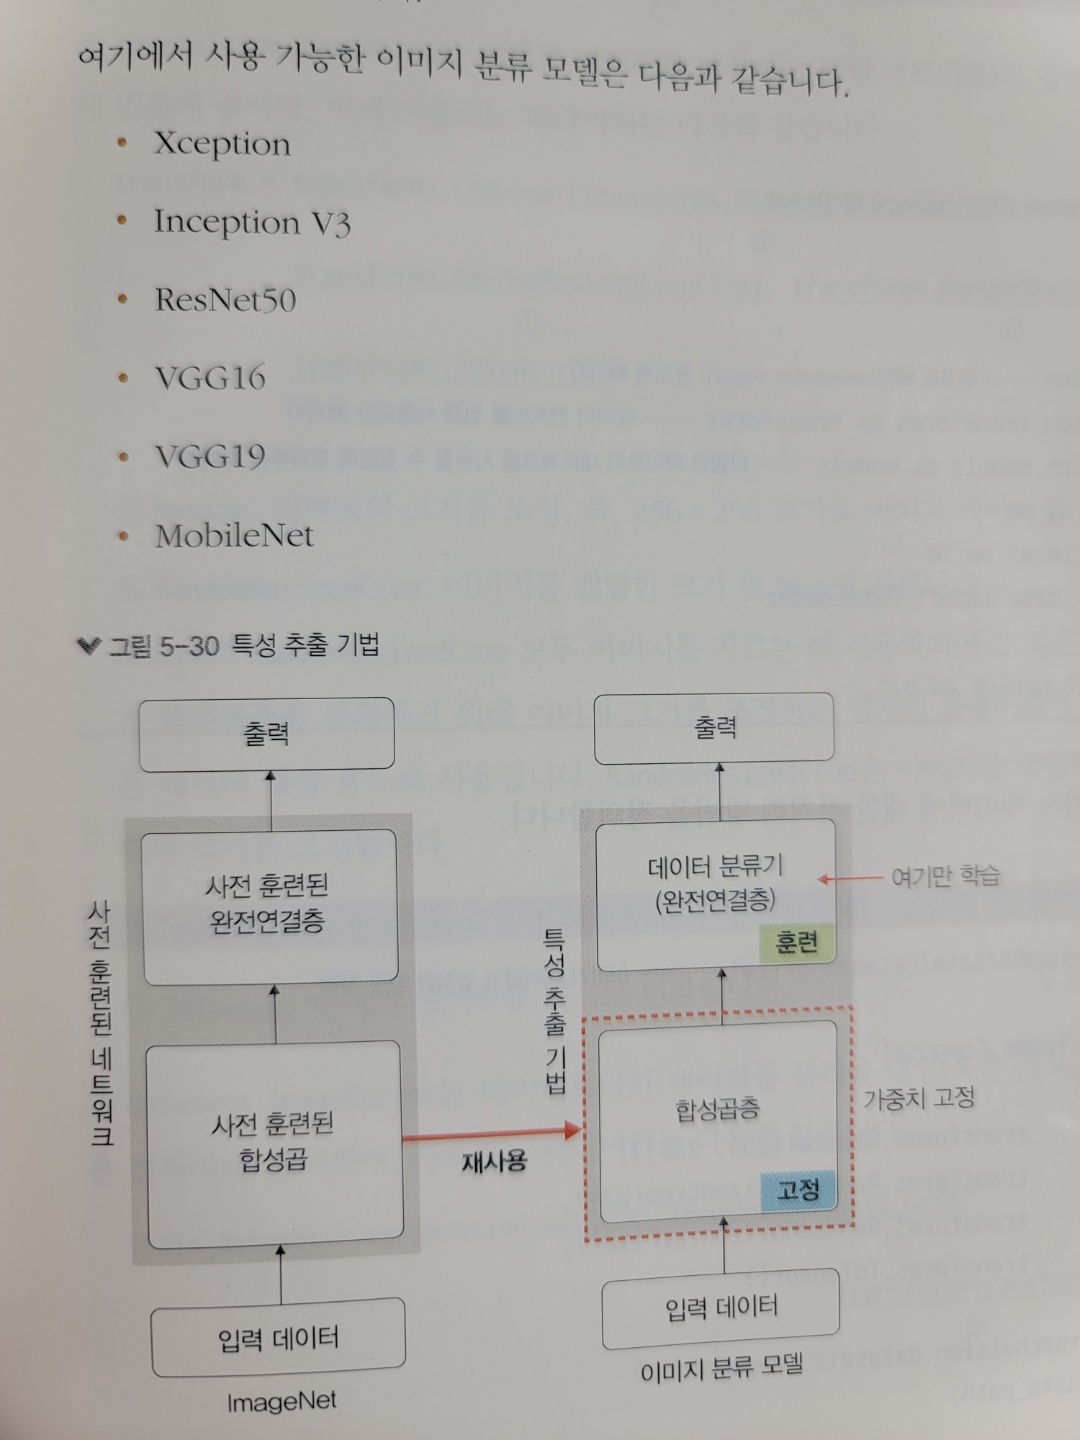 여기에서 사용 가능한 이미지 분류 모델은 다음과 같습니다.
• Xception
• Inception V3
• ResNet50
• VGG16
• VGG19
• MobileNet
그림 5-30 특성 추출 기법
출력
사전 훈련된
완전연결층
사전 훈련된
합성곱
입력 데이터
ImageNet
사전 훈련된 네트워크
재사용
출력
데이터 분류기
(완전연결층)
훈련
여기만 학습
특성 추출 기법
합성곱층
고정
가중치 고정
입력 데이터
이미지 분류 모델